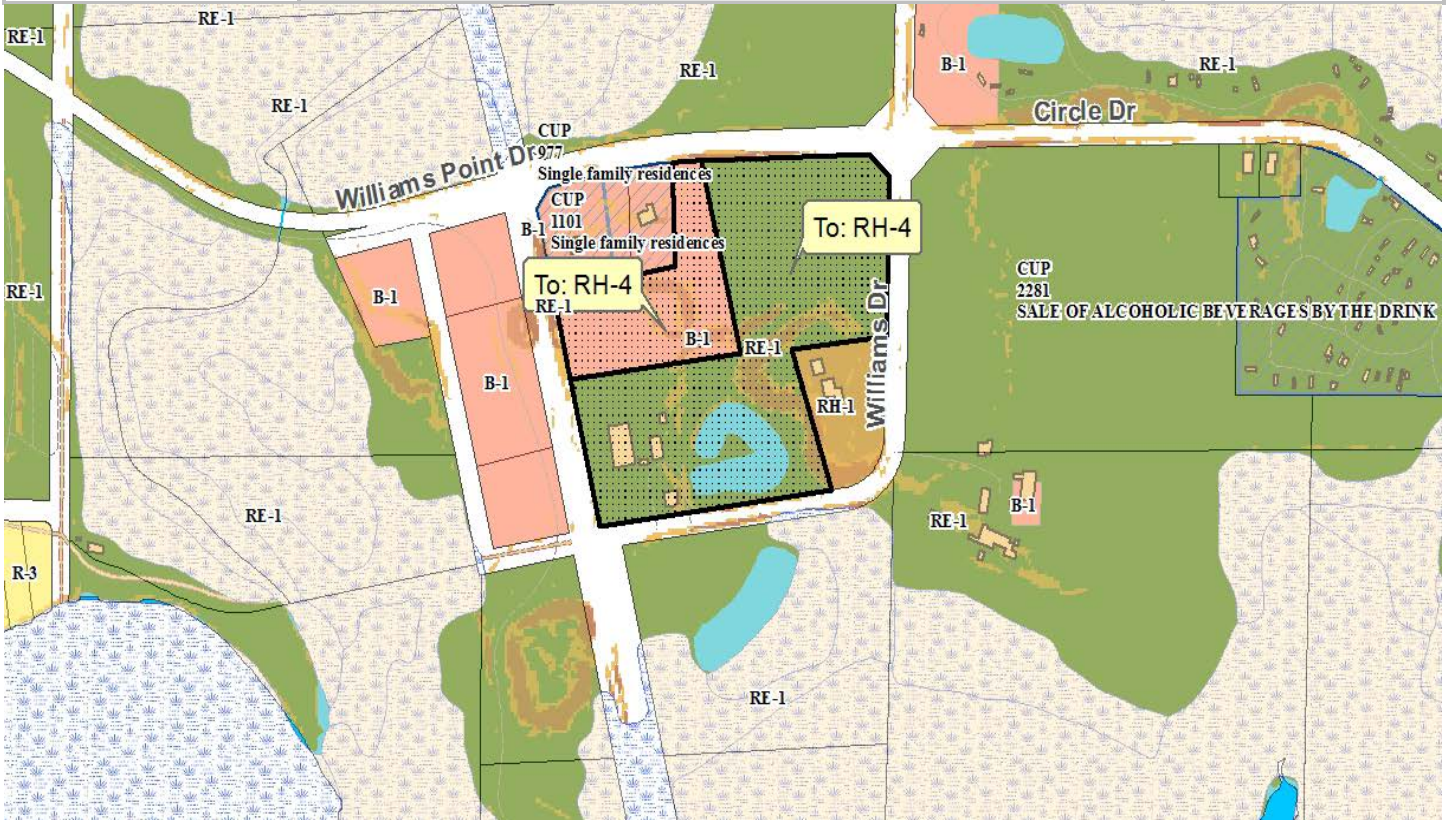 RE-1
RE-1
B-1
RE-1
RE-1
RE-1
Circle Dr
CUP
977
Single family residences
Williams Point Dr
CUP
1101
Single family residences
B-1
To: RH-4
To: RH-4
CUP
2281
SALE OF ALCOHOLIC BEVERAGES BY THE DRINK
RE-1
B-1
RE-1
B-1
RE-1
Williams Dr
B-1
RH-1
RE-1
RE-1
B-1
R-3
RE-1